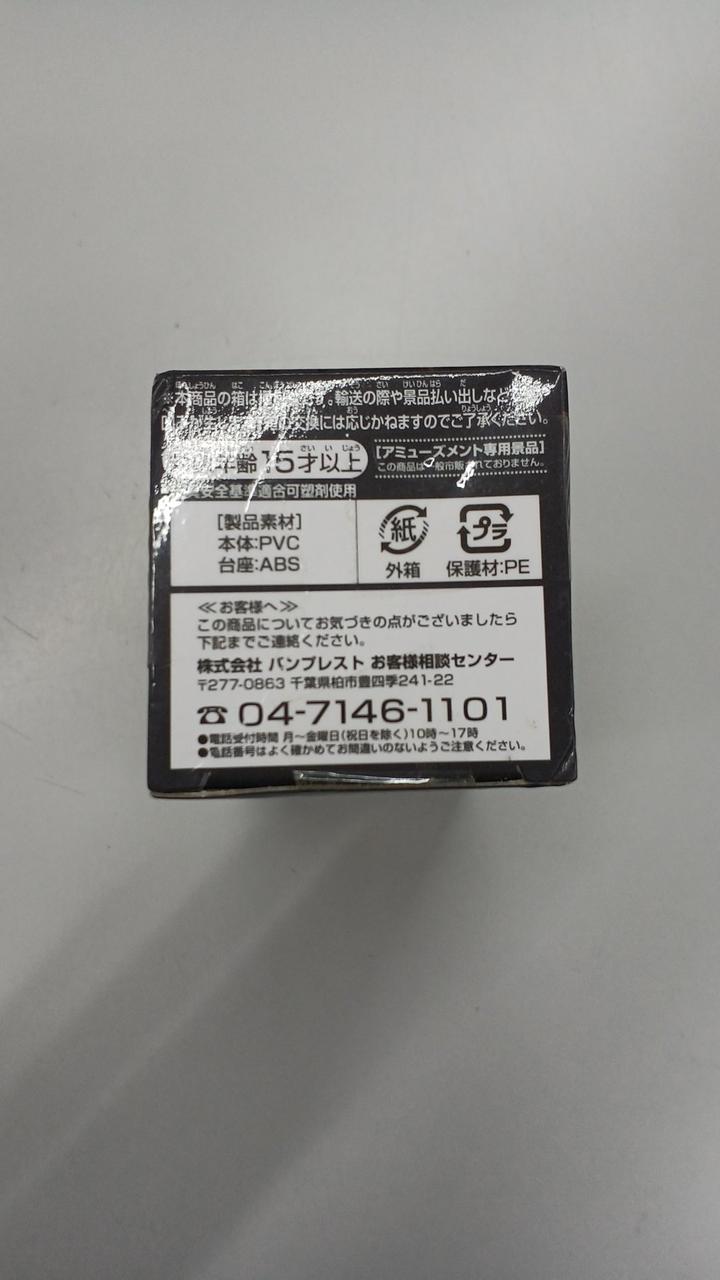 ※本商品の箱は す。輸送の際や景品払い出しなど
の交換には応じかねますのでご了承ください。
年齢15才以上
[アミューズメント専用景品]
この商品は一般市販されておりません。
安全基準適合可塑剤使用
[製品素材]
本体:PVC
台座:ABS
紙
外箱
プラ
保護材:PE
≪お客様へ≫
この商品についてお気づきの点がございましたら
下記までご連絡ください。
株式会社 バンプレスト お客様相談センター
〒277-0863 千葉県柏市豊四季241-22
☎04-7146-1101
●電話受付時間 月〜金曜日(祝日を除く)10時〜17時
●電話番号はよく確かめてお間違いのないようご注意ください。